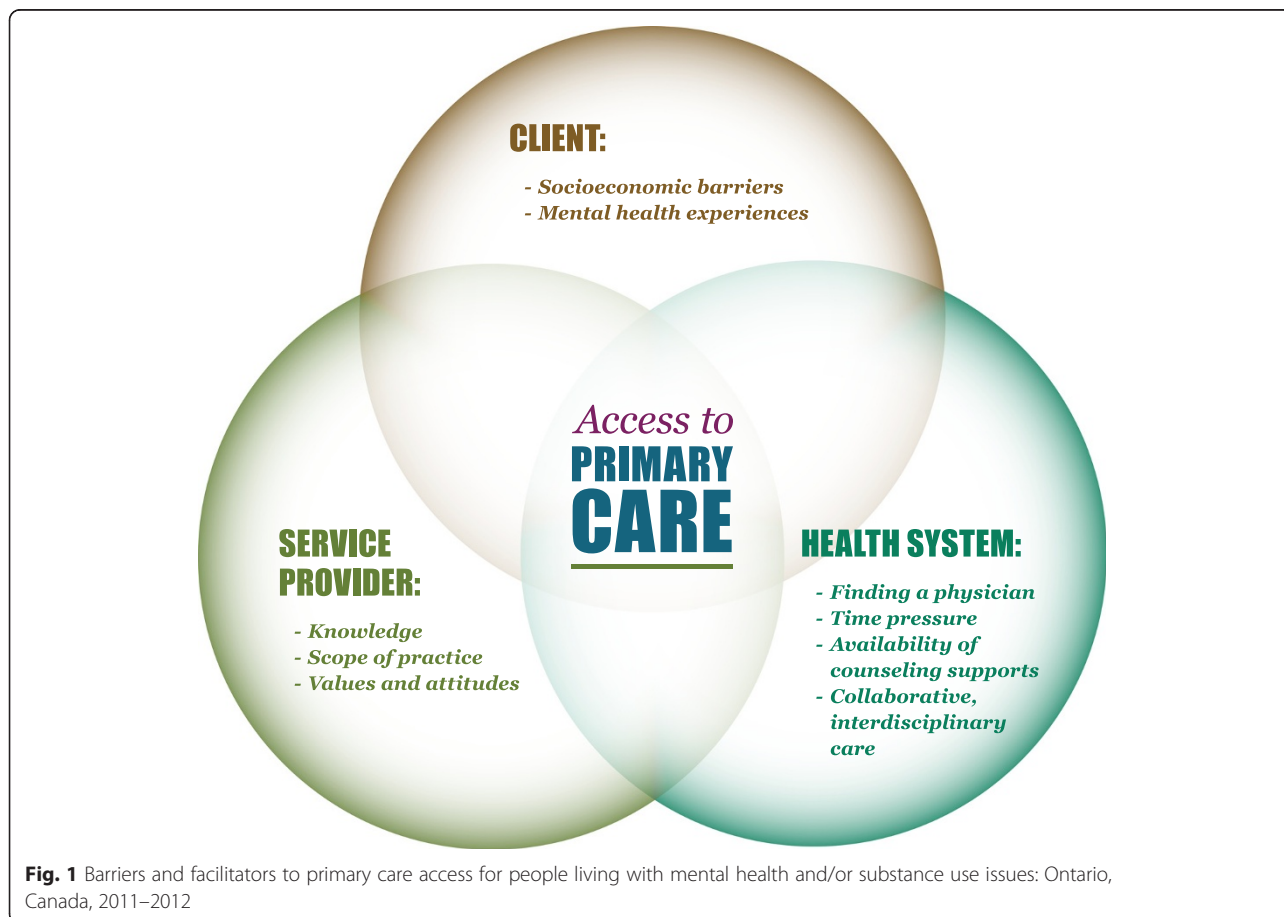 CLIENT:
- Socioeconomic barriers
- Mental health experiences
Access to
PRIMARY
CARE
SERVICE
PROVIDER:
- Knowledge
- Scope of practice
- Values and attitudes
HEALTH SYSTEM:
- Finding a physician
- Time pressure
- Availability of
counseling supports
- Collaborative,
interdisciplinary
care
Fig. 1 Barriers and facilitators to primary care access for people living with mental health and/or substance use issues: Ontario,
Canada, 2011–2012